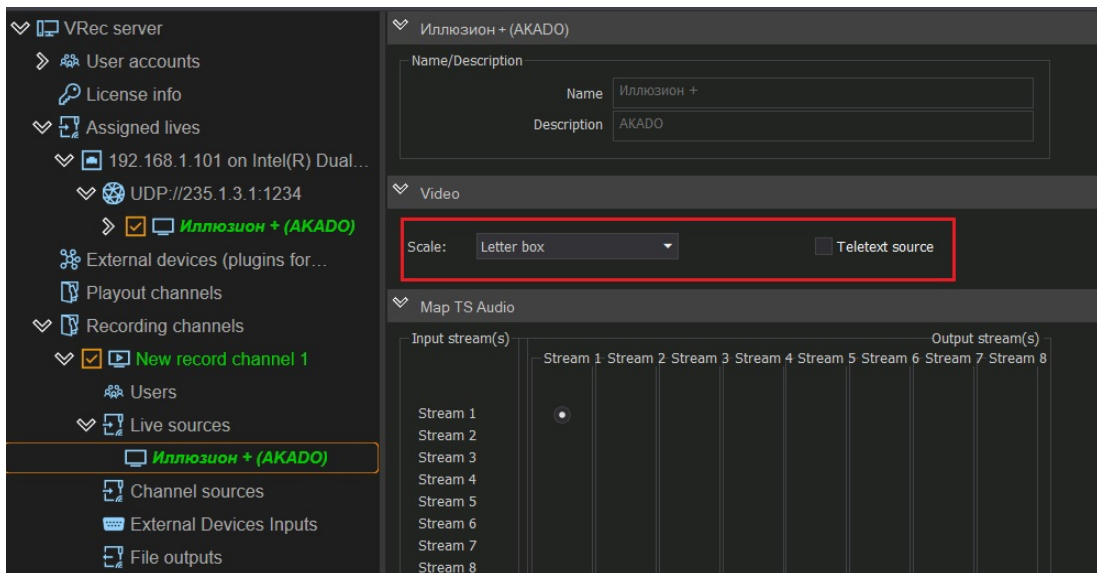 VRec server
User accounts
License info
Assigned lives
192.168.1.101 on Intel(R) Dual...
UDP://235.1.3.1:1234
Иллюзион + (AKADO)
External devices (plugins for...
Playout channels
Recording channels
New record channel 1
Users
Live sources
Иллюзион + (AKADO)
Channel sources
External Devices Inputs
File outputs
Иллюзион + (AKADO)
Name/Description
Name Иллюзион +
Description AKADO
Video
Scale: Letter box Teletext source
Map TS Audio
Input stream(s) Output stream(s)
Stream 1 Stream 2 Stream 3 Stream 4 Stream 5 Stream 6 Stream 7 Stream 8
Stream 1
Stream 2
Stream 3
Stream 4
Stream 5
Stream 6
Stream 7
Stream 8